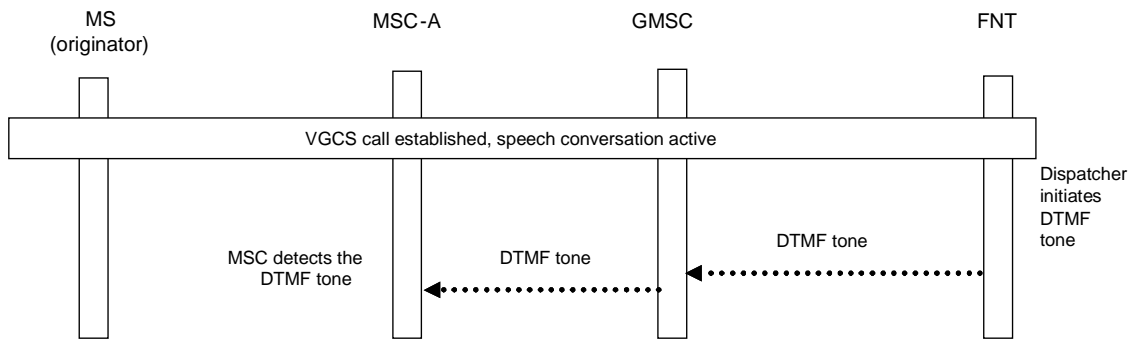 MS
(originator)
MSC-A
GMSC
FNT
VGCS call established, speech conversation active
Dispatcher
initiates
DTMF
tone
DTMF tone
MSC detects the
DTMF tone
DTMF tone